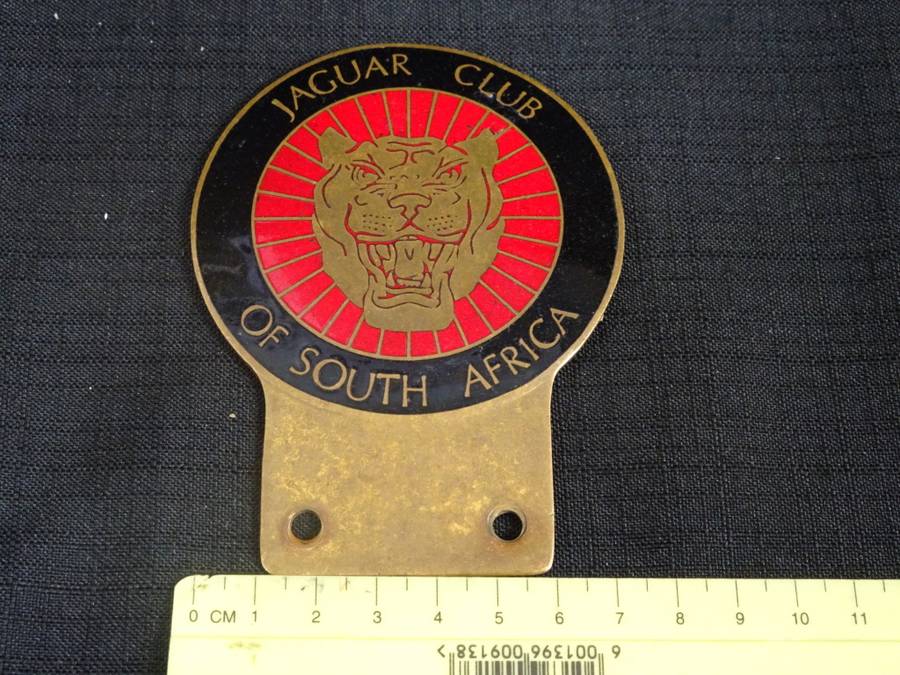 JAGUAR CLUB
OF SOUTH AFRICA
0 CM 1 2 3 4 5 6 7 8 9 10 11
6 001396 009138 >